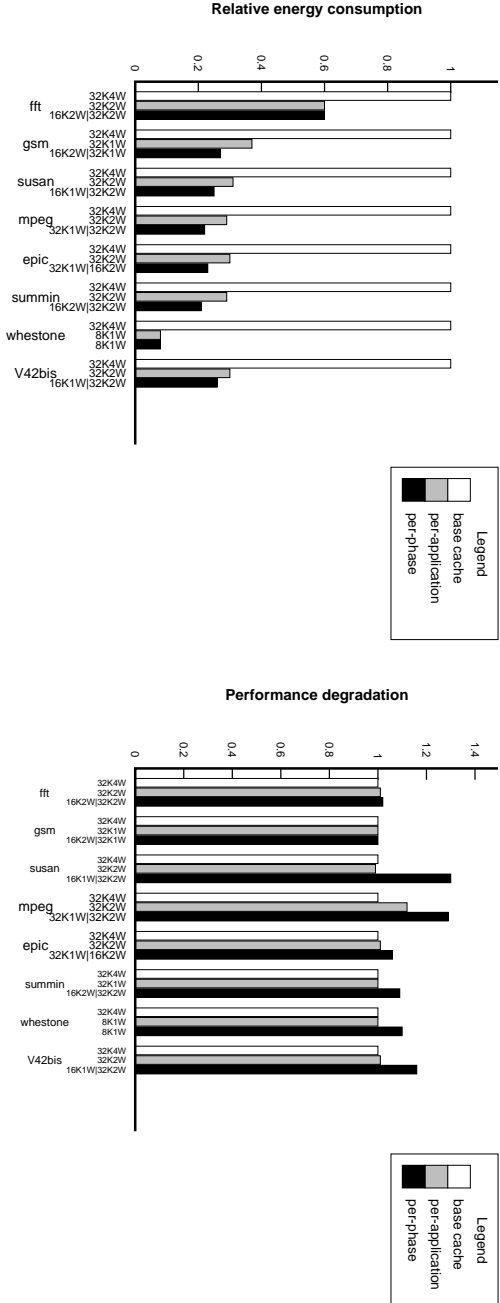 Relative energy consumption
0
0.2
0.4
0.6
0.8
1
fft
32K4W
32K2W
16K2W|32K2W
gsm
32K4W
32K1W
16K2W|32K1W
susan
32K4W
32K2W
16K1W|32K2W
mpeg
32K4W
32K2W
32K1W|32K2W
epic
32K4W
32K2W
32K1W|16K2W
summin
32K4W
32K2W
16K2W|32K2W
whestone
32K4W
8K1W
8K1W
V42bis
32K4W
32K2W
16K1W|32K2W
Legend
base cache
per-application
per-phase
Performance degradation
0
0.2
0.4
0.6
0.8
1
1.2
1.4
fft
32K4W
32K2W
16K2W|32K2W
gsm
32K4W
32K1W
16K2W|32K1W
susan
32K4W
32K2W
16K1W|32K2W
mpeg
32K4W
32K2W
32K1W|32K2W
epic
32K4W
32K2W
32K1W|16K2W
summin
32K4W
32K1W
16K2W|32K2W
whestone
32K4W
8K1W
8K1W
V42bis
32K4W
32K2W
16K1W|32K2W
Legend
base cache
per-application
per-phase